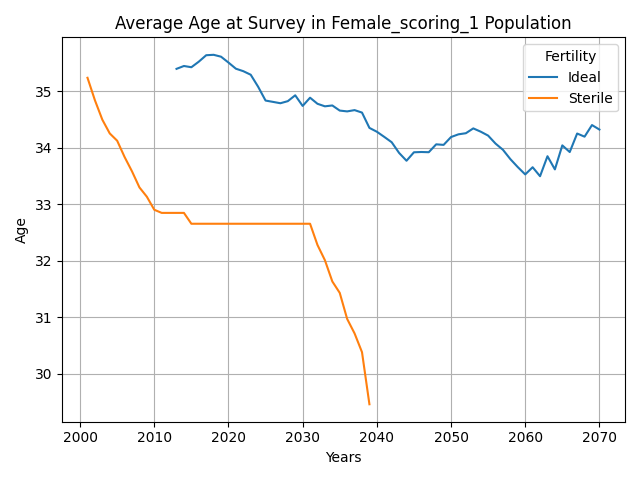 Average Age at Survey in Female_scoring_1 Population
Fertility
Ideal
Sterile
Age
35
34
33
32
31
30
2000
2010
2020
2030
2040
2050
2060
2070
Years